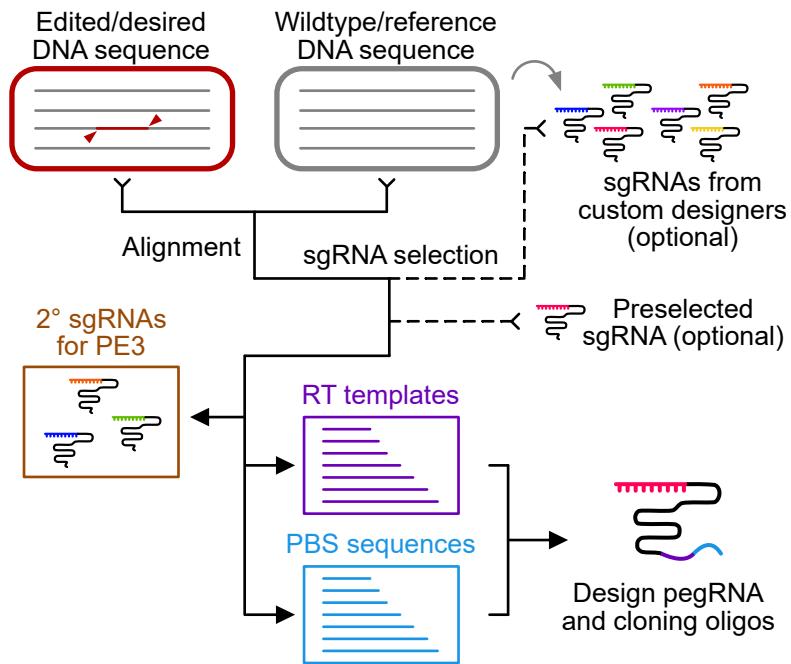 Edited/desired
DNA sequence
Wildtype/reference
DNA sequence
sgRNAs from
custom designers
(optional)
Alignment
sgRNA selection
Preselected
sgRNA (optional)
2° sgRNAs
for PE3
RT templates
PBS sequences
Design pegRNA
and cloning oligos